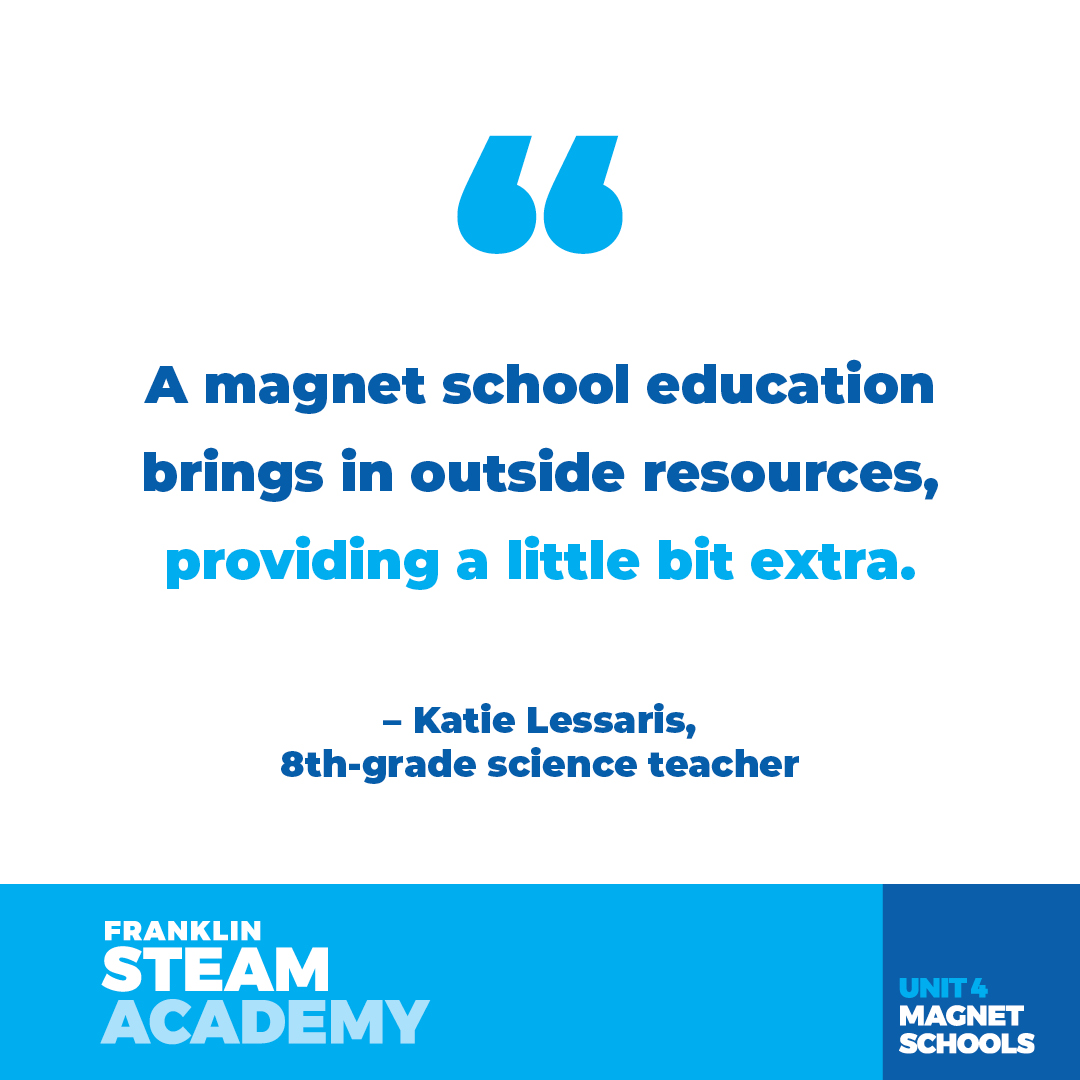 “
A magnet school education
brings in outside resources,
providing a little bit extra.
– Katie Lessaris,
8th-grade science teacher
FRANKLIN
STEAM
ACADEMY
UNIT 4
MAGNET
SCHOOLS